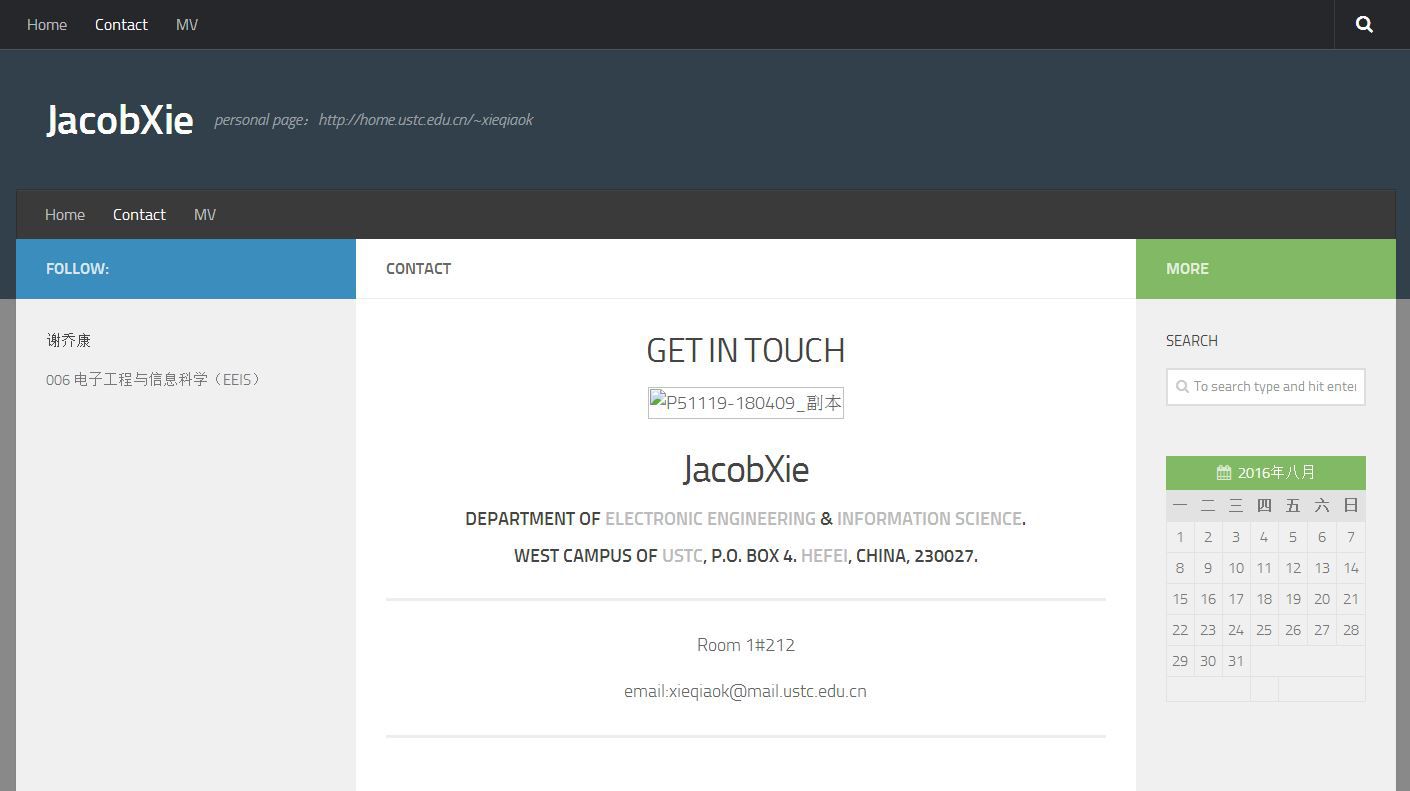 Home Contact MV
JacobXie personal page：http://home.ustc.edu.cn/~xieqiaok
Home Contact MV
FOLLOW:
谢乔康
006 电子工程与信息科学（EEIS）
CONTACT
GET IN TOUCH
P51119-180409_副本
JacobXie
DEPARTMENT OF ELECTRONIC ENGINEERING & INFORMATION SCIENCE.
WEST CAMPUS OF USTC, P.O. BOX 4. HEFEI, CHINA, 230027.
Room 1#212
email:xieqiaok@mail.ustc.edu.cn
MORE
SEARCH
To search type and hit enter
2016年八月
一 二 三 四 五 六 日
1 2 3 4 5 6 7
8 9 10 11 12 13 14
15 16 17 18 19 20 21
22 23 24 25 26 27 28
29 30 31